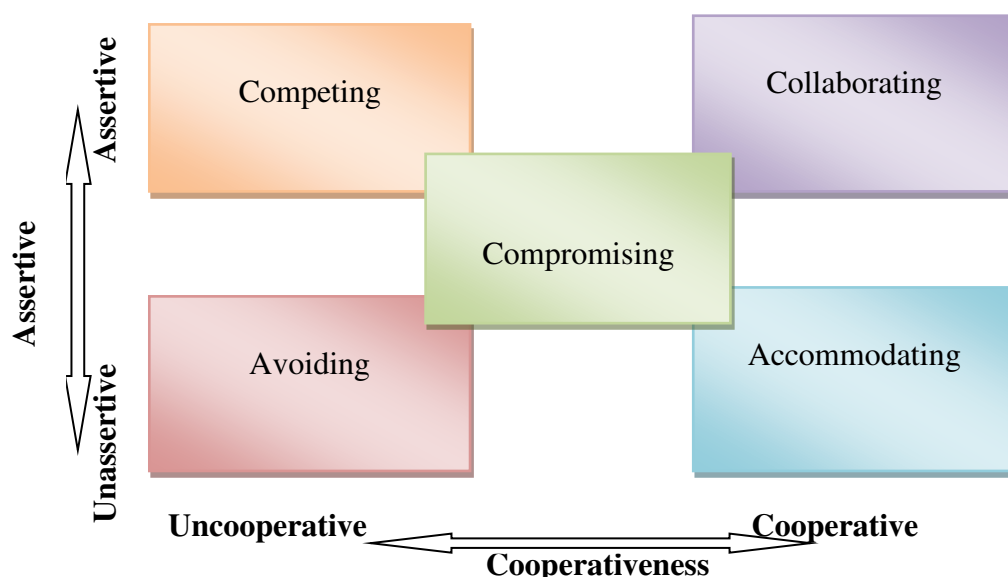 Assertive
Assertive
Unassertive
Competing
Collaborating
Compromising
Avoiding
Accommodating
Uncooperative
Cooperative
Cooperativeness